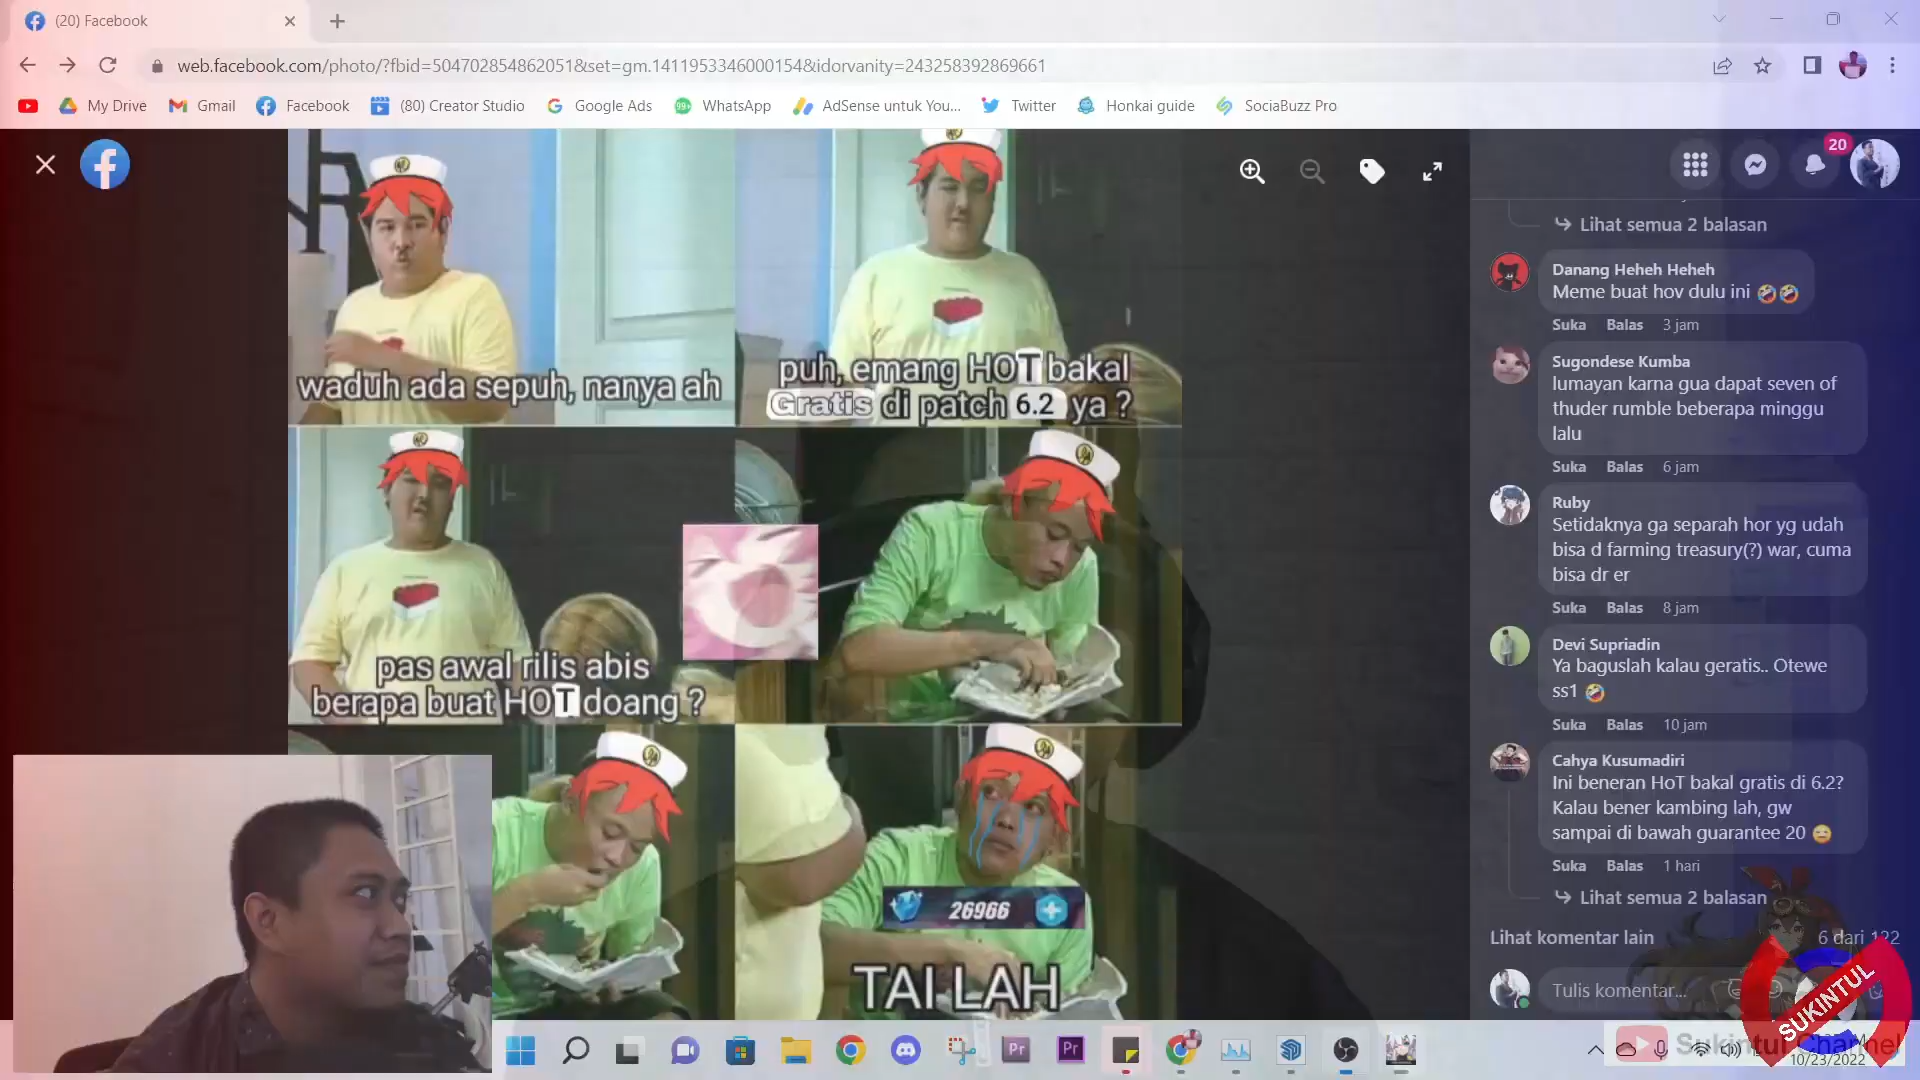 (20) Facebook
web.facebook.com/photo/?fbid=504702854862051&set=gm.1411953346000154&idorvanity=243258392869661
My Drive
Gmail
Facebook
(80) Creator Studio
Google Ads
WhatsApp
AdSense untuk You...
Twitter
Honkai guide
SociaBuzz Pro
20
waduh ada sepuh, nanya ah
puh, emang HOT bakal
Gratis di patch 6.2 ya ?
pas awal rilis abis
berapa buat HOT doang ?
26966
TAI LAH
Lihat semua 2 balasan
Danang Heheh Heheh
Meme buat hov dulu ini 🤣🤣
Suka Balas 3 jam
Sugondese Kumba
lumayan karna gua dapat seven of
thuder rumble beberapa minggu
lalu
Suka Balas 6 jam
Ruby
Setidaknya ga separah hor yg udah
bisa d farming treasury(?) war, cuma
bisa dr er
Suka Balas 8 jam
Devi Supriadin
Ya baguslah kalau geratis.. Otewe
ss1 🤣
Suka Balas 10 jam
Cahya Kusumadiri
Ini beneran HoT bakal gratis di 6.2?
Kalau bener kambing lah, gw
sampai di bawah guarantee 20 😑
Suka Balas 1 hari
Lihat semua 2 balasan
Lihat komentar lain 6 dari 122
Tulis komentar...
SUKINTUL
Sukintul Channel
10/23/2022
Pr
Pr